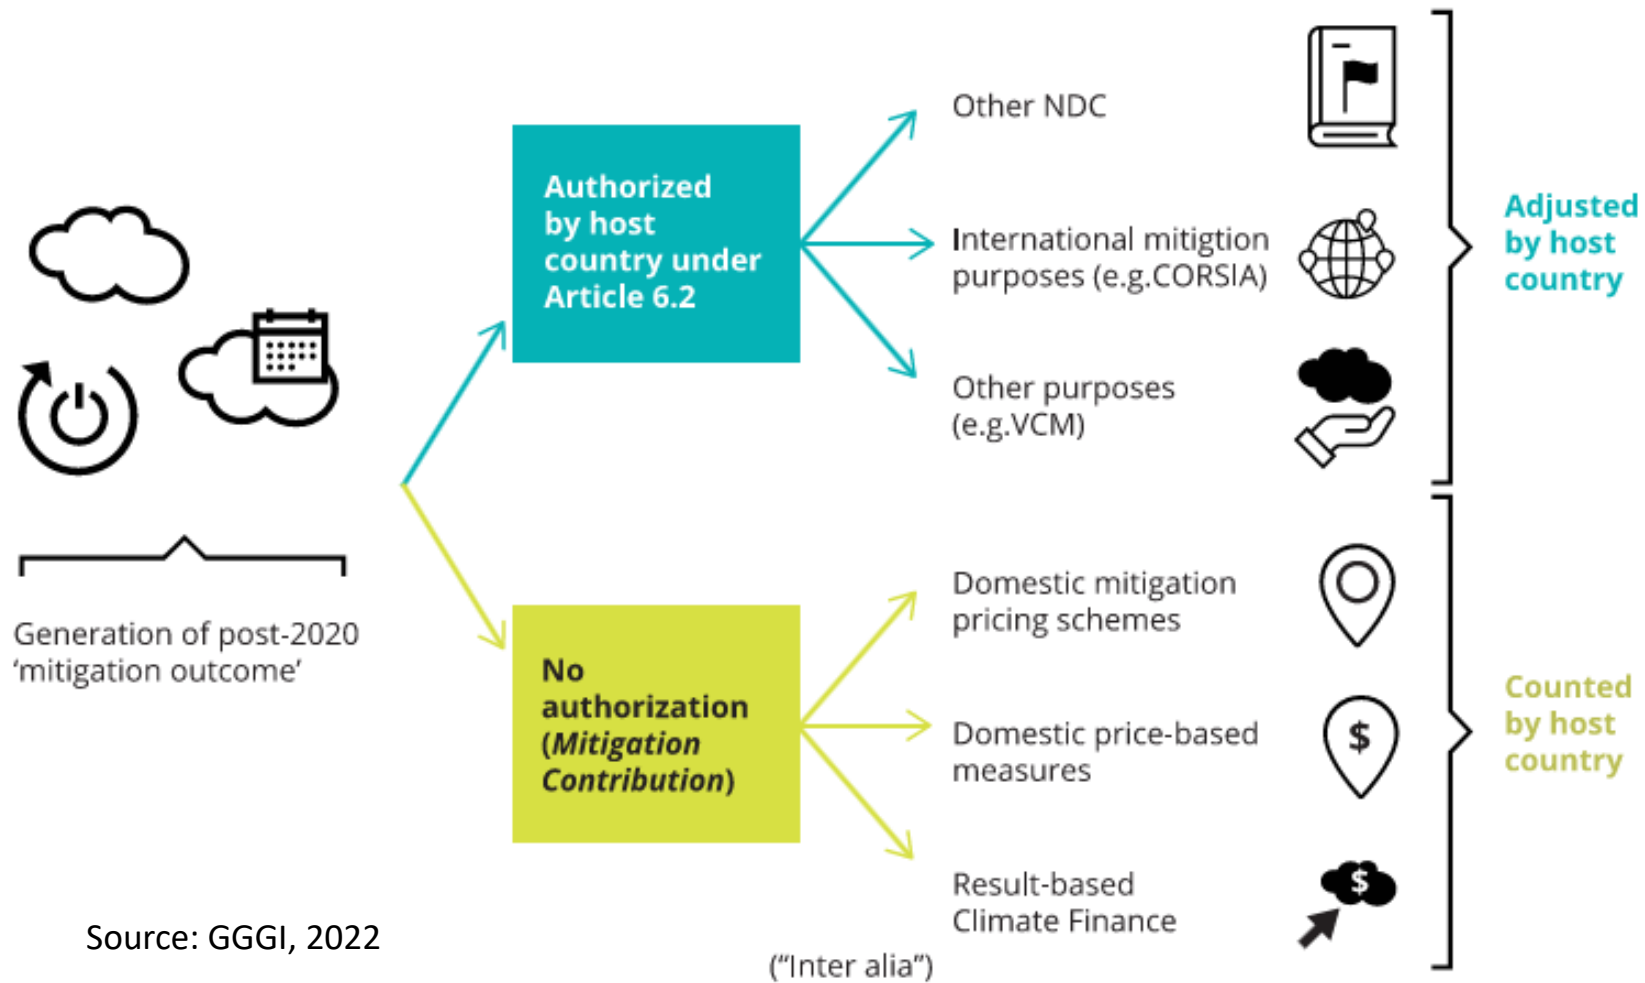 Generation of post-2020
‘mitigation outcome’
Authorized
by host
country under
Article 6.2
No
authorization
(Mitigation
Contribution)
Other NDC
International mitigtion
purposes (e.g.CORSIA)
Other purposes
(e.g.VCM)
Domestic mitigation
pricing schemes
Domestic price-based
measures
$
Result-based
Climate Finance
$
Adjusted
by host
country
Counted
by host
country
Source: GGGI, 2022
(“Inter alia”)